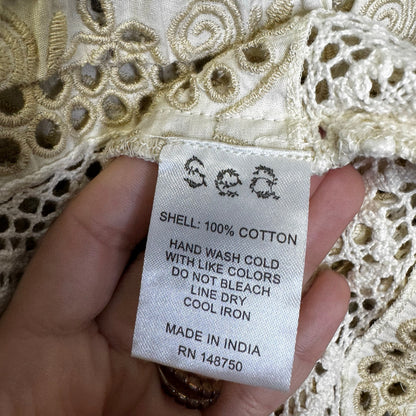 Sea
SHELL: 100% COTTON
HAND WASH COLD
WITH LIKE COLORS
DO NOT BLEACH
LINE DRY
COOL IRON
MADE IN INDIA
RN 148750